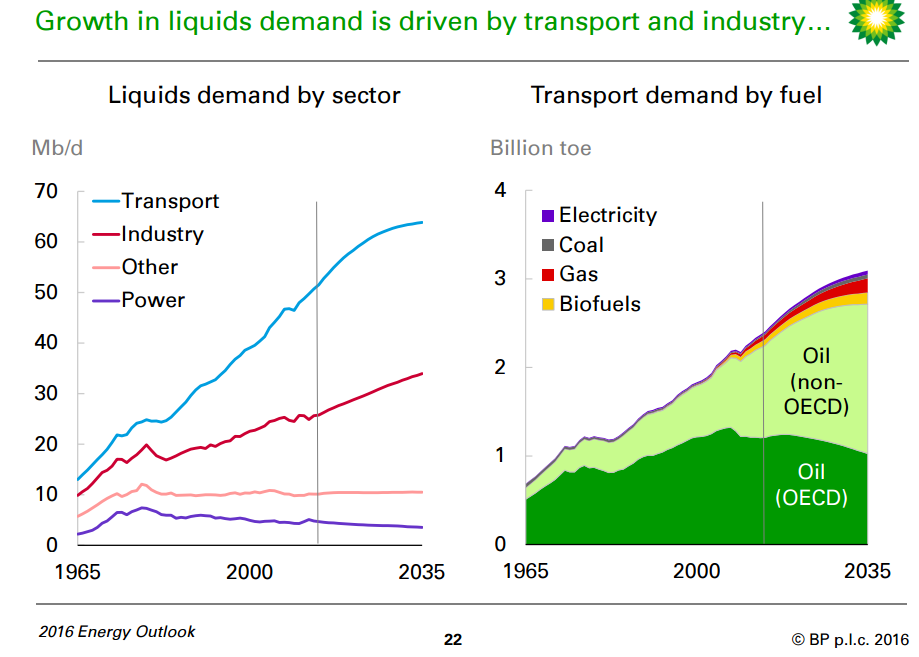 Growth in liquids demand is driven by transport and industry…
Liquids demand by sector
Mb/d
70
60
50
40
30
20
10
0
Transport
Industry
Other
Power
1965
2000
2035
Transport demand by fuel
Billion toe
4
3
2
1
0
Electricity
Coal
Gas
Biofuels
Oil
(non-
OECD)
Oil
(OECD)
1965
2000
2035
2016 Energy Outlook
22
© BP p.l.c. 2016